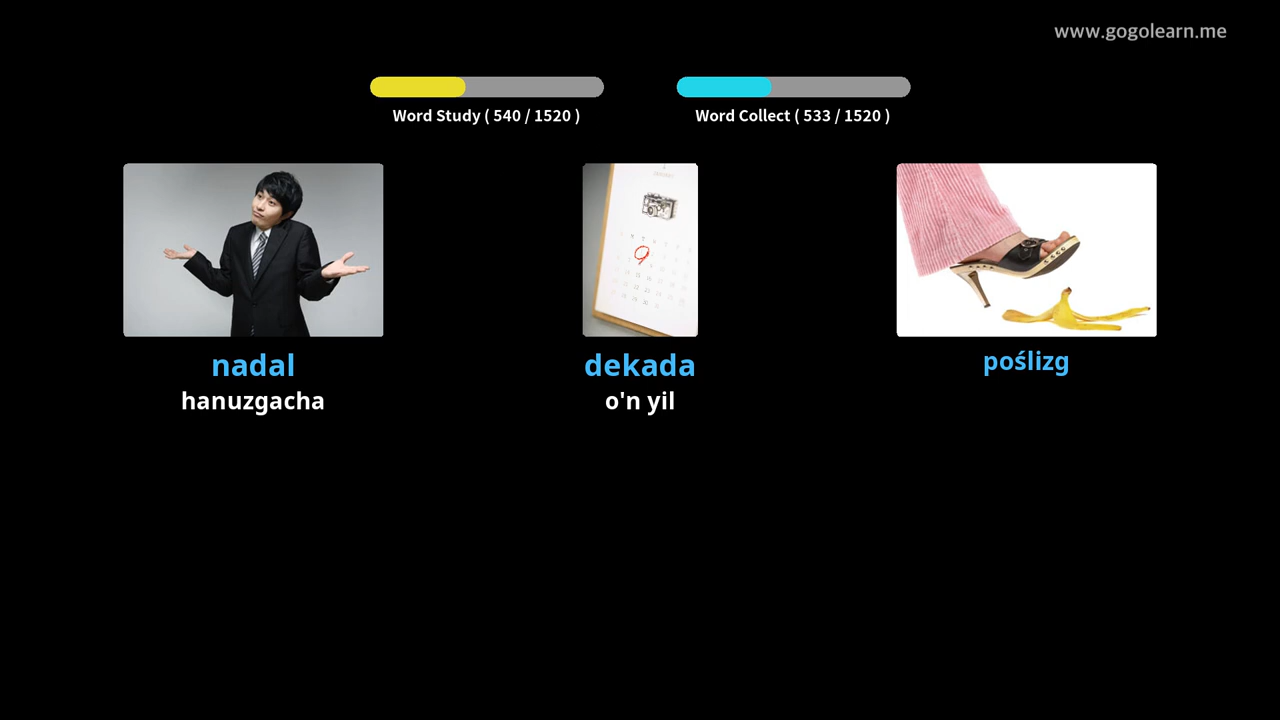 www.gogolearn.me
Word Study ( 540 / 1520 )
Word Collect ( 533 / 1520 )
nadal
hanuzgacha
dekada
o'n yil
poślizg